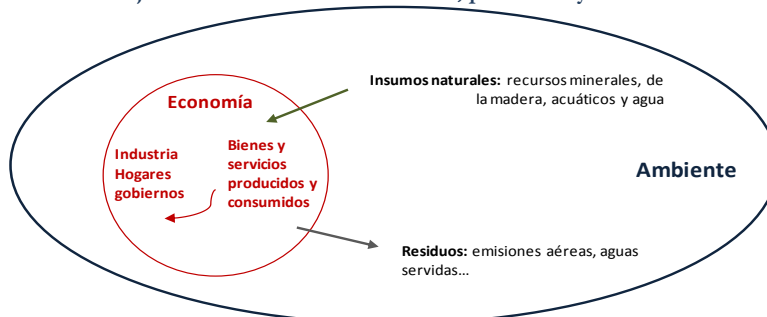 Insumos naturales: recursos minerales, de
la madera, acuáticos y agua
Economía
Industria
Hogares
gobiernos
Bienes y
servicios
producidos y
consumidos
Ambiente
Residuos: emisiones aéreas, aguas
servidas...